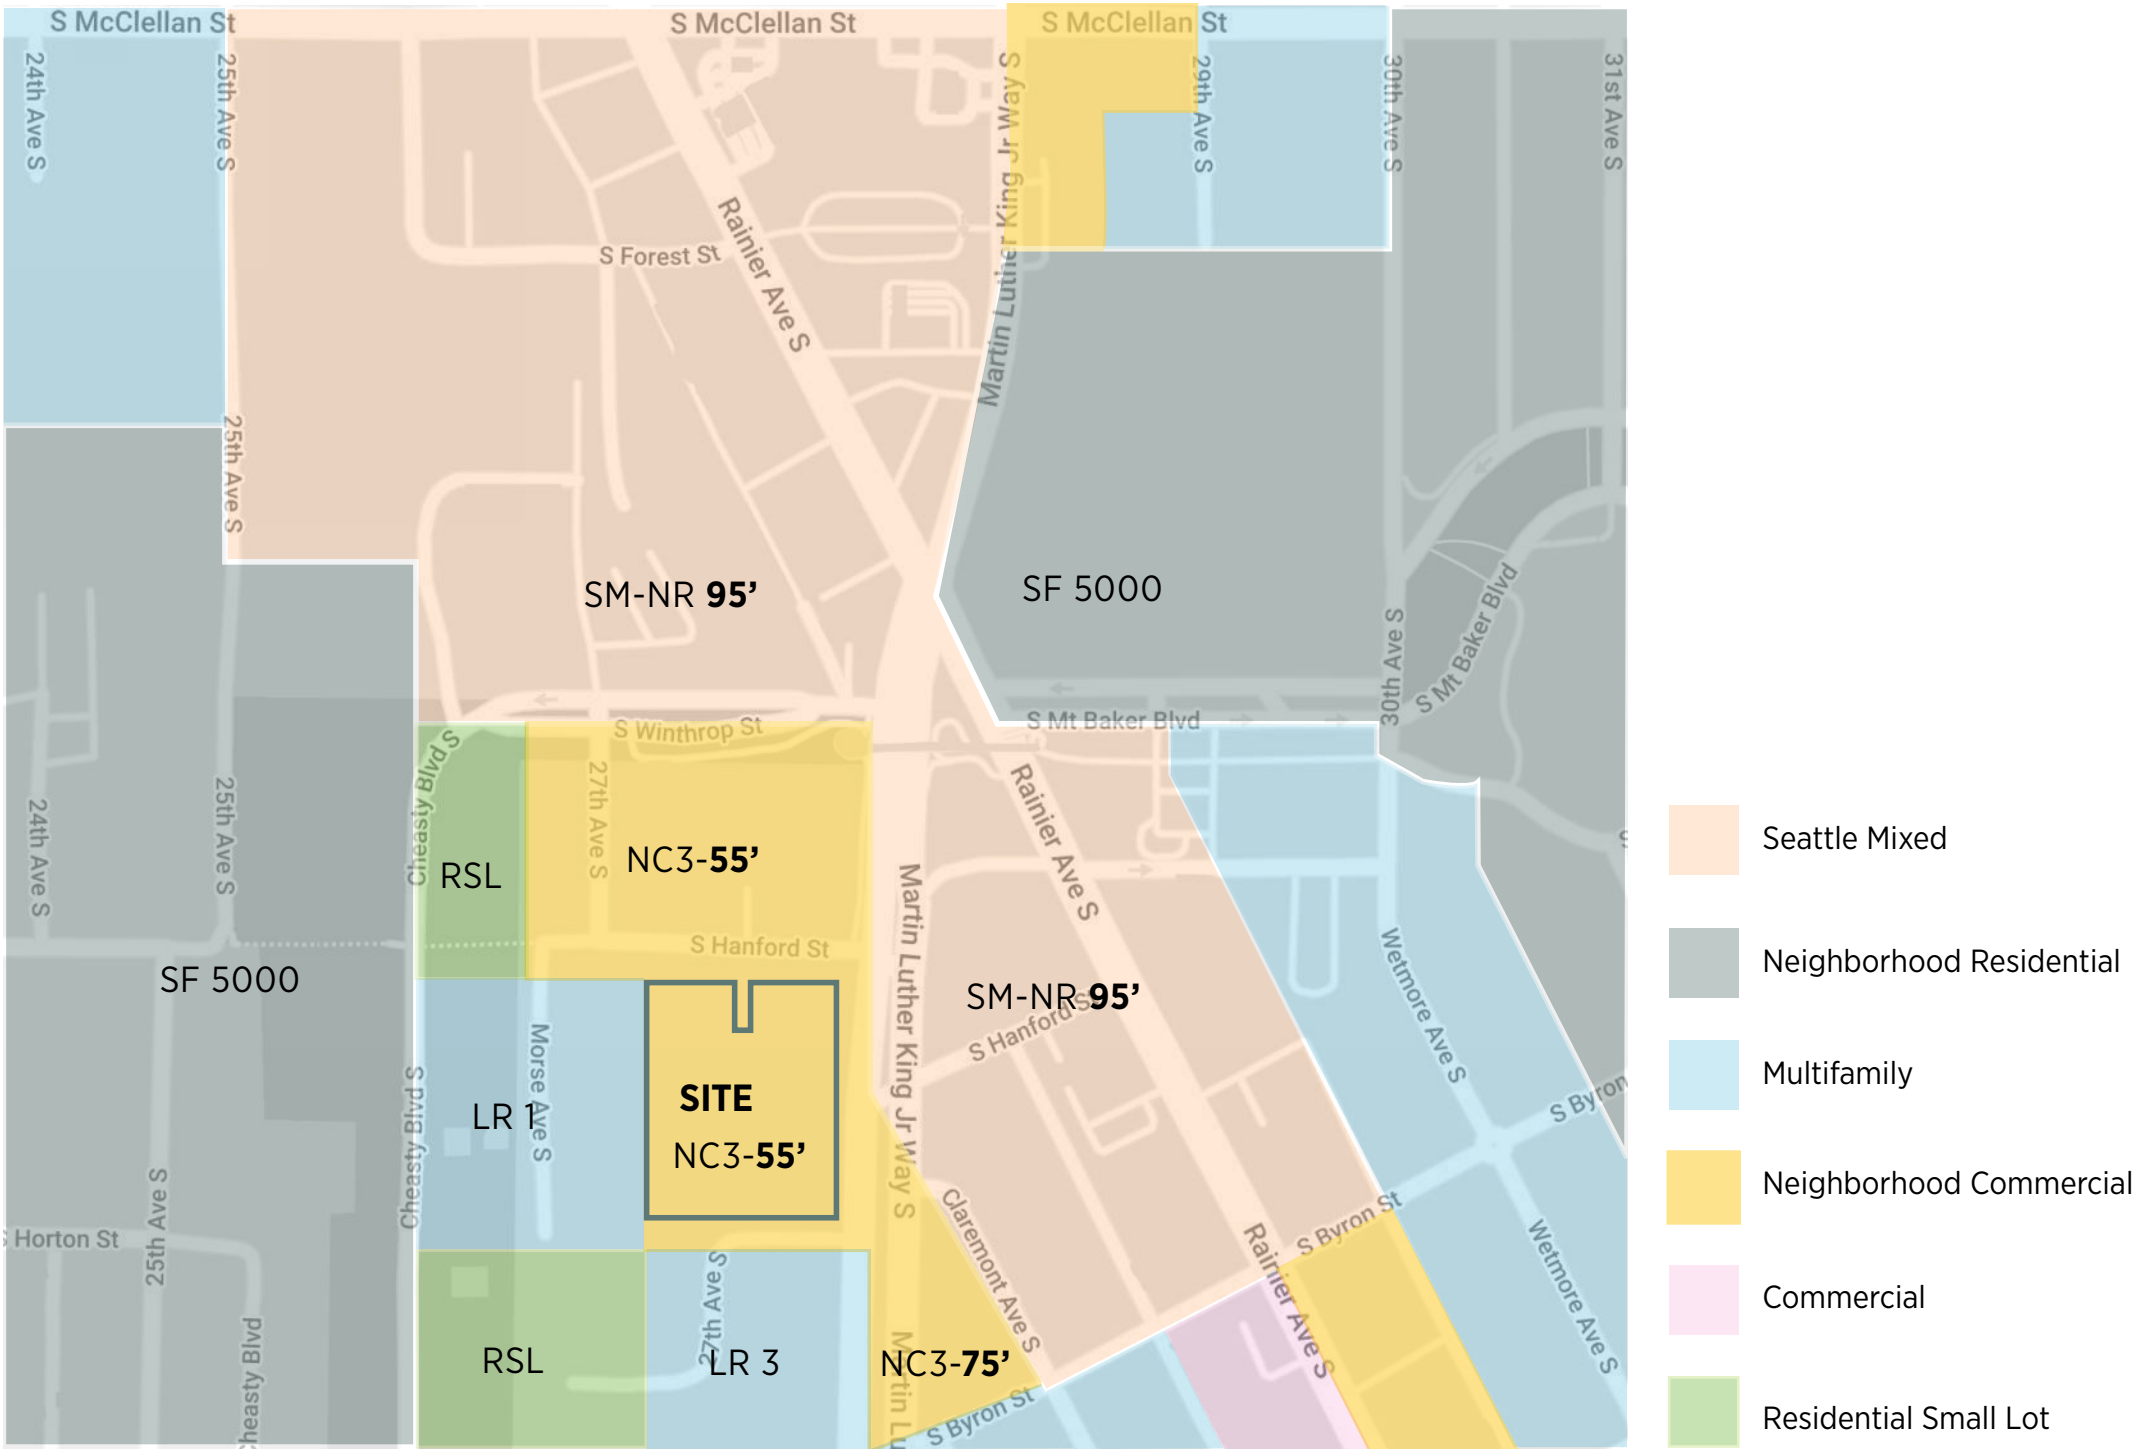 S McClellan St
S McClellan St
S McClellan St
24th Ave S
25th Ave S
Martin Luther King Jr Way S
29th Ave S
30th Ave S
31st Ave S
Rainier Ave S
S Forest St
25th Ave S
SM-NR 95’
SF 5000
S Mt Baker Blvd
30th Ave S
S Winthrop St
S Mt Baker Blvd
Cheasty Blvd S
27th Ave S
24th Ave S
25th Ave S
RSL
NC3-55’
Rainier Ave S
Seattle Mixed
Martin Luther King Jr Way S
S Hanford St
SF 5000
SM-NR 95’
S Hanford St
Wetmore Ave S
Neighborhood Residential
Morse Ave S
Cheasty Blvd S
LR 1
SITE
NC3-55’
S Byron
Multifamily
25th Ave S
Horton St
Claremont Ave S
S Byron St
Rainier Ave S
Wetmore Ave S
Neighborhood Commercial
Cheasty Blvd
27th Ave S
RSL
LR 3
NC3-75’
Martin Lu
S Byron St
Commercial
Residential Small Lot